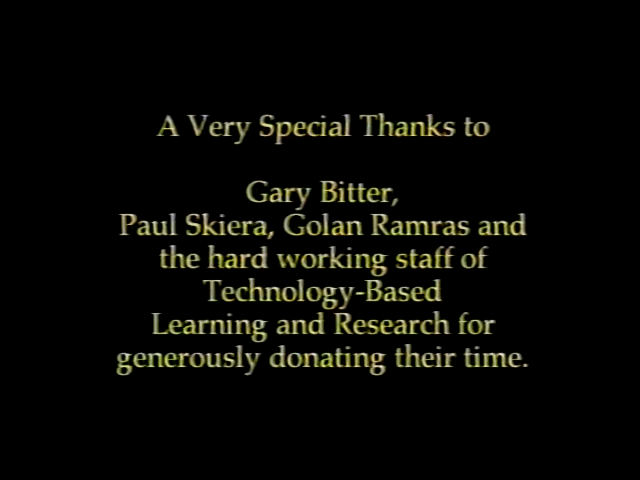 A Very Special Thanks to
Gary Bitter,
Paul Skiera, Golan Ramras and
the hard working staff of
Technology-Based
Learning and Research for
generously donating their time.